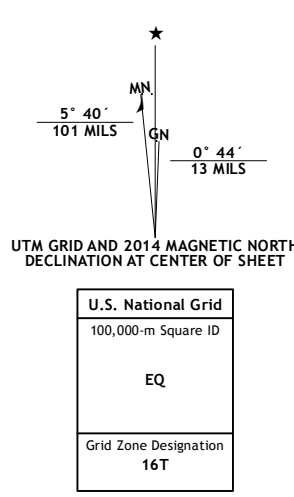 ★
MN
GN
5° 40´
101 MILS
0° 44´
13 MILS
UTM GRID AND 2014 MAGNETIC NORTH
DECLINATION AT CENTER OF SHEET
U.S. National Grid
100,000-m Square ID
EQ
Grid Zone Designation
16T